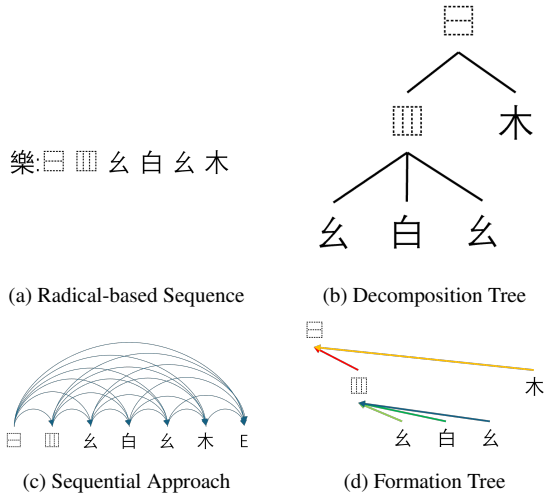 ⿱
⿲ 木
樂:⿱ ⿲ 幺 白 幺 木
幺 白 幺
(a) Radical-based Sequence (b) Decomposition Tree
⿱
⿲ 木
⿱ ⿲ 幺 白 幺 木 E 幺 白 幺
(c) Sequential Approach (d) Formation Tree